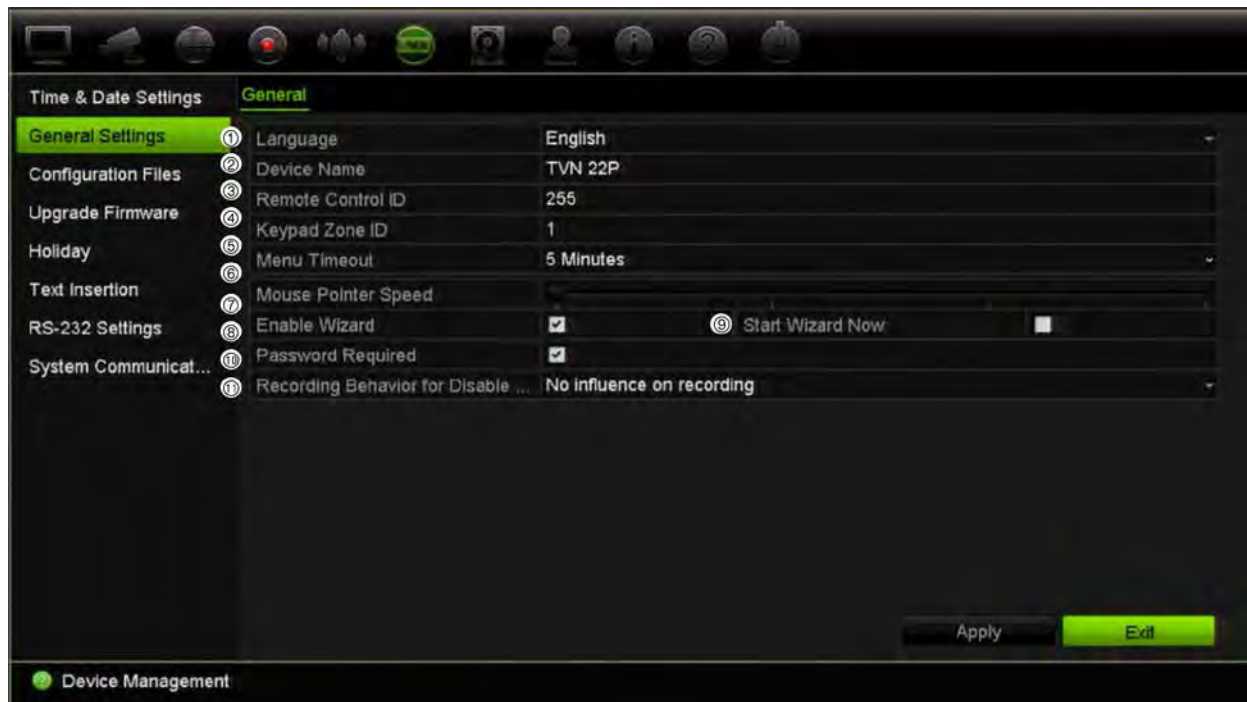 Time & Date Settings
General
General Settings
① Language English
Configuration Files
② Device Name TVN 22P
③ Remote Control ID 255
Upgrade Firmware
④ Keypad Zone ID 1
Holiday
⑤ Menu Timeout 5 Minutes
⑥
Text Insertion
⑦ Mouse Pointer Speed
RS-232 Settings
⑧ Enable Wizard ⑨ Start Wizard Now
System Communicat...
⑩ Password Required
⑪ Recording Behavior for Disable ... No influence on recording
Apply Exit
Device Management